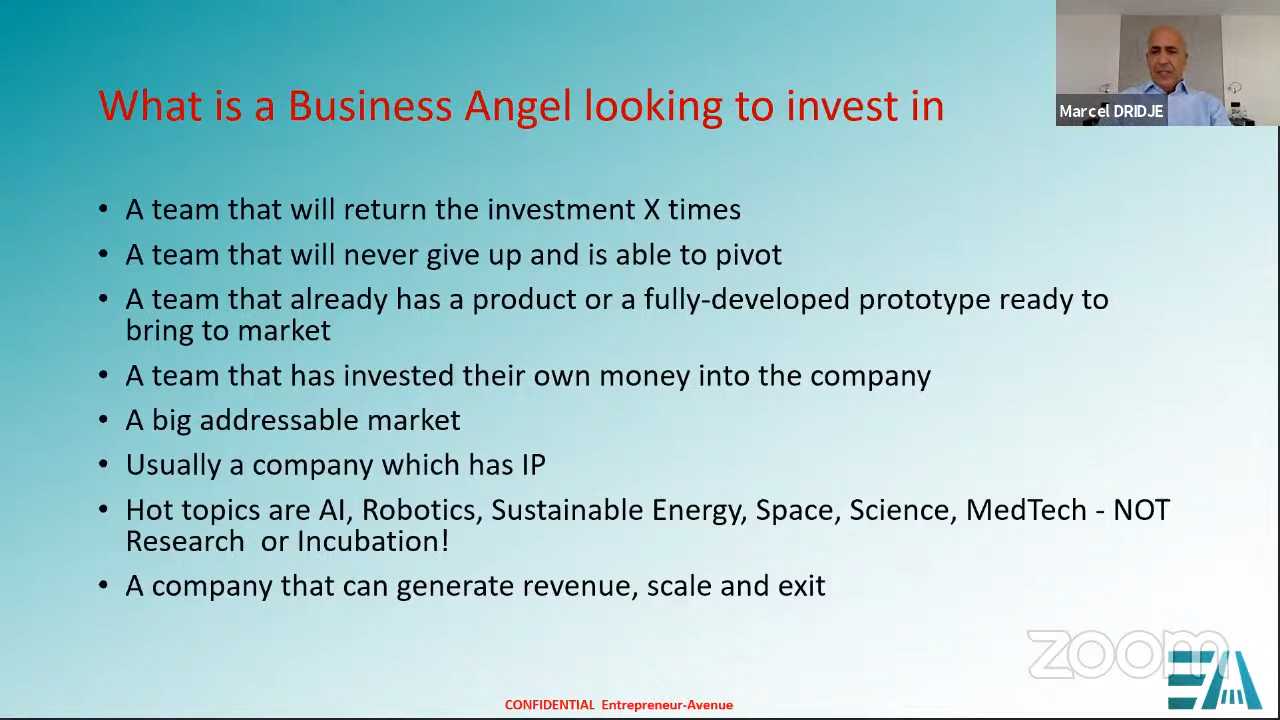 What is a Business Angel looking to invest in
Marcel DRIDJE
• A team that will return the investment X times
• A team that will never give up and is able to pivot
• A team that already has a product or a fully-developed prototype ready to
bring to market
• A team that has invested their own money into the company
• A big addressable market
• Usually a company which has IP
• Hot topics are AI, Robotics, Sustainable Energy, Space, Science, MedTech - NOT
Research  or Incubation!
• A company that can generate revenue, scale and exit
zoom
EA
CONFIDENTIAL Entrepreneur-Avenue